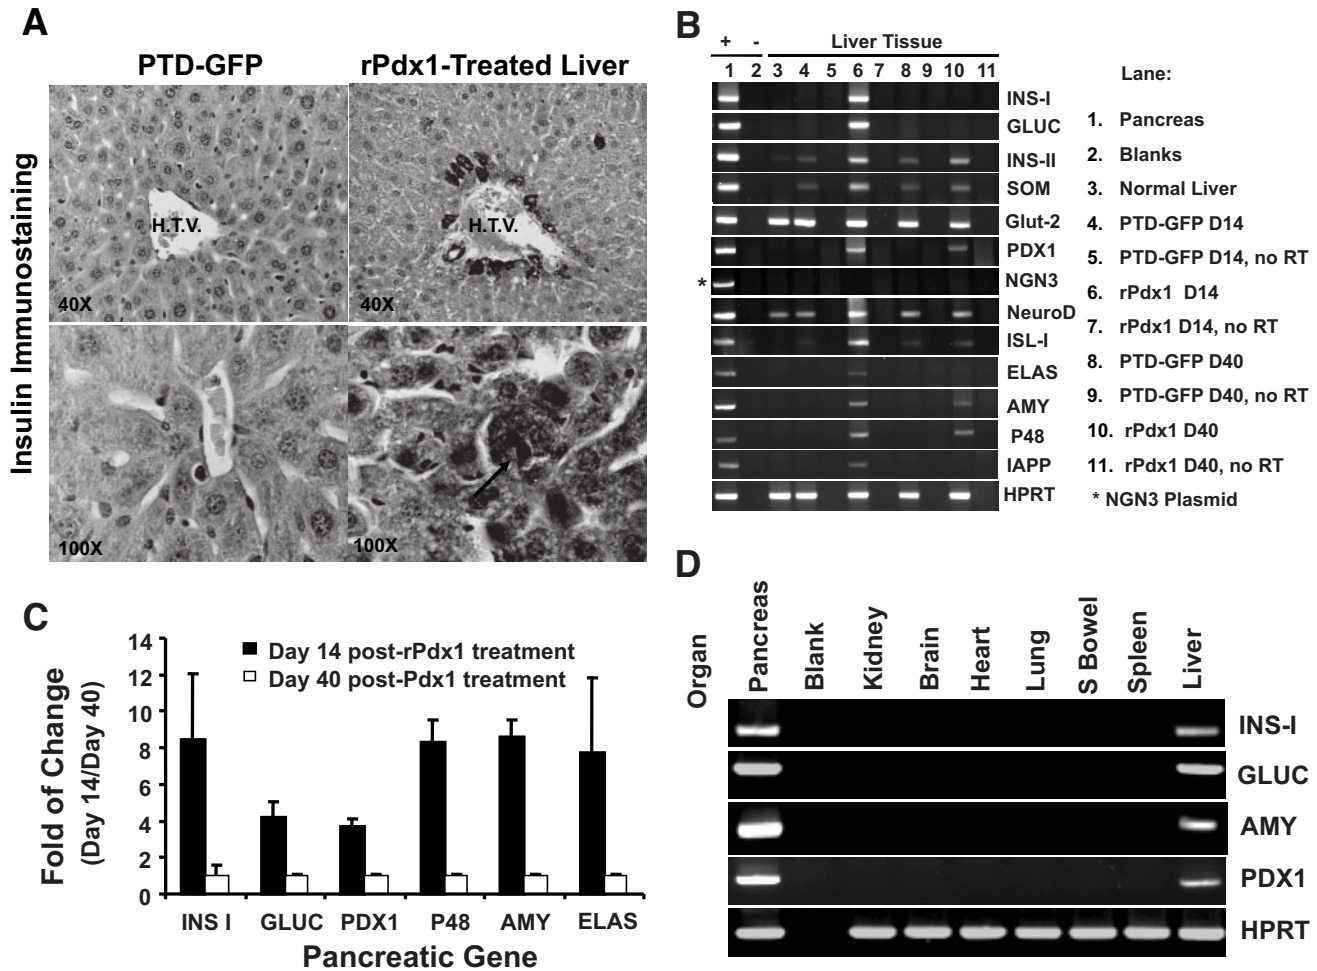 A
PTD-GFP
rPdx1-Treated Liver
Insulin Immunostaining
H.T.V.
40X
H.T.V.
40X
100X
100X
B
+ - Liver Tissue
1 2 3 4 5 6 7 8 9 10 11
INS-I
GLUC
INS-II
SOM
Glut-2
PDX1
* NGN3
NeuroD
ISL-I
ELAS
AMY
P48
IAPP
HPRT
Lane:
1. Pancreas
2. Blanks
3. Normal Liver
4. PTD-GFP D14
5. PTD-GFP D14, no RT
6. rPdx1 D14
7. rPdx1 D14, no RT
8. PTD-GFP D40
9. PTD-GFP D40, no RT
10. rPdx1 D40
11. rPdx1 D40, no RT
* NGN3 Plasmid
C
Fold of Change
(Day 14/Day 40)
14
12
10
8
6
4
2
0
Day 14 post-rPdx1 treatment
Day 40 post-Pdx1 treatment
INS I GLUC PDX1 P48 AMY ELAS
Pancreatic Gene
D
Organ
Pancreas
Blank
Kidney
Brain
Heart
Lung
S Bowel
Spleen
Liver
INS-I
GLUC
AMY
PDX1
HPRT